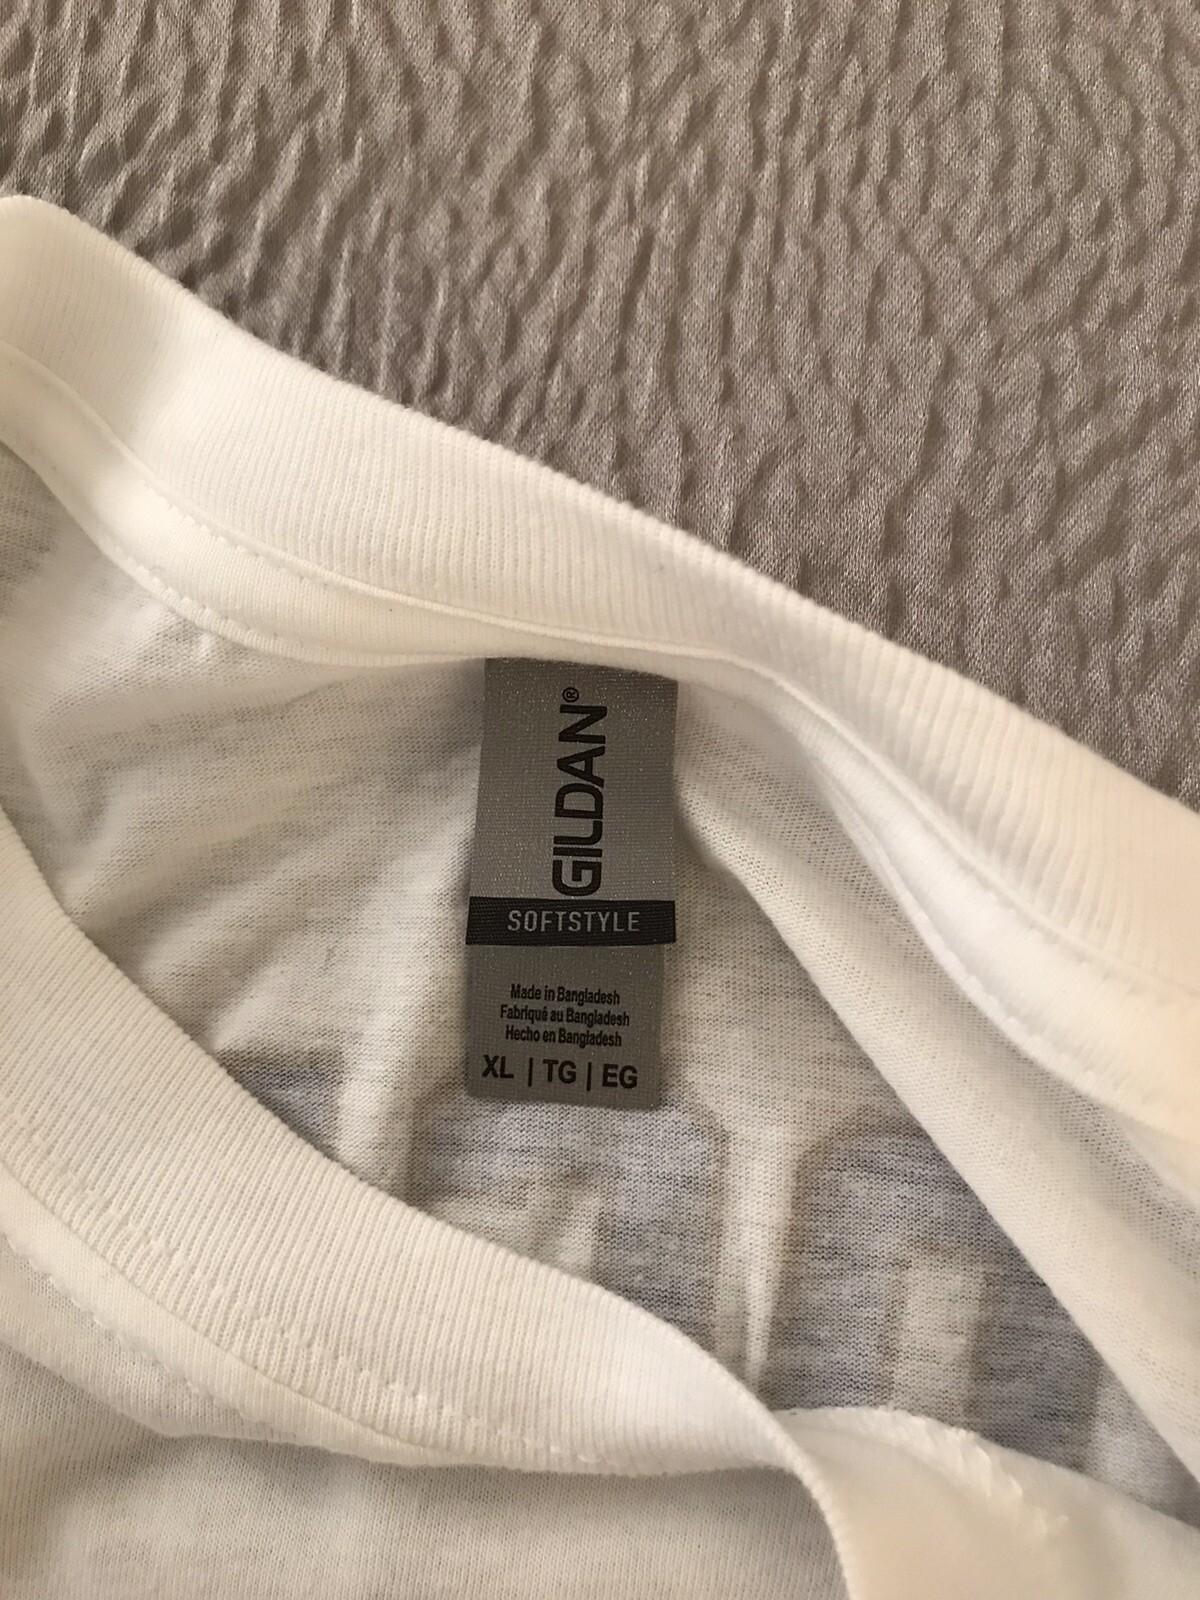 GILDAN®
SOFTSTYLE
Made in Bangladesh
Fabriqué au Bangladesh
Hecho en Bangladesh
XL | TG | EG